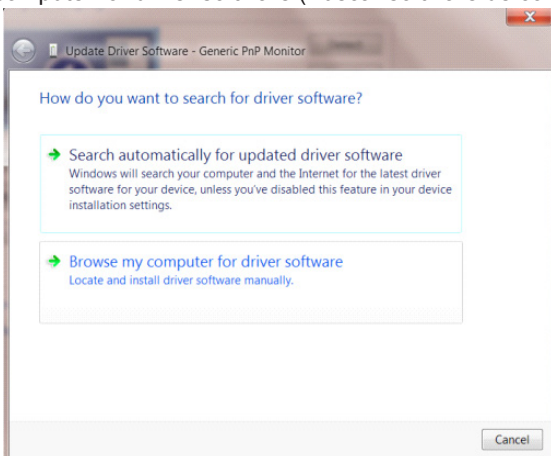 Update Driver Software - Generic PnP Monitor
How do you want to search for driver software?
Search automatically for updated driver software
Windows will search your computer and the Internet for the latest driver
software for your device, unless you've disabled this feature in your device
installation settings.
Browse my computer for driver software
Locate and install driver software manually.
Cancel